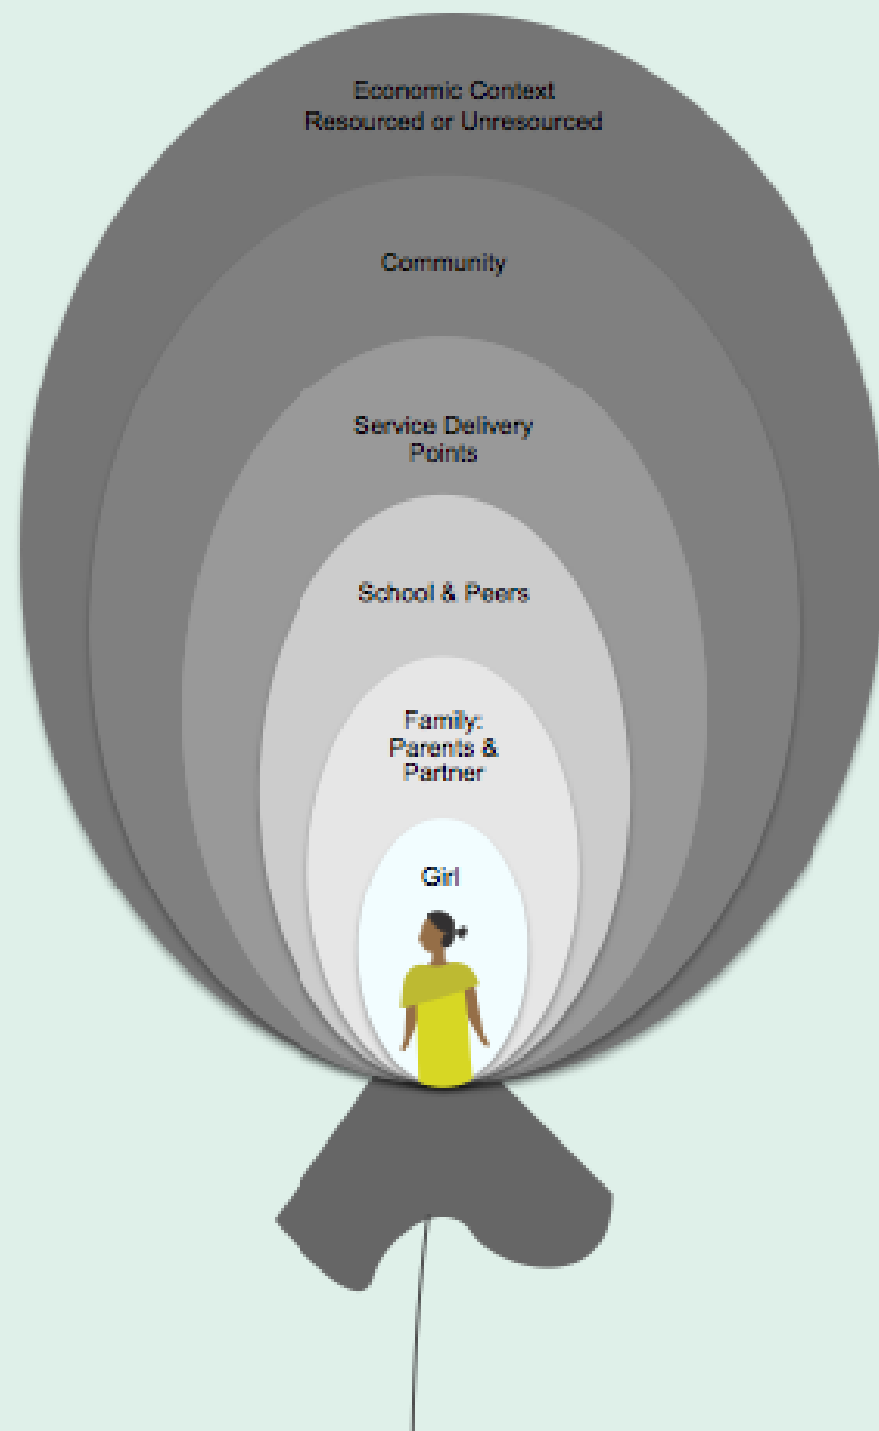 Economic Context
Resourced or Unresourced
Community
Service Delivery
Points
School & Peers
Family:
Parents &
Partner
Girl